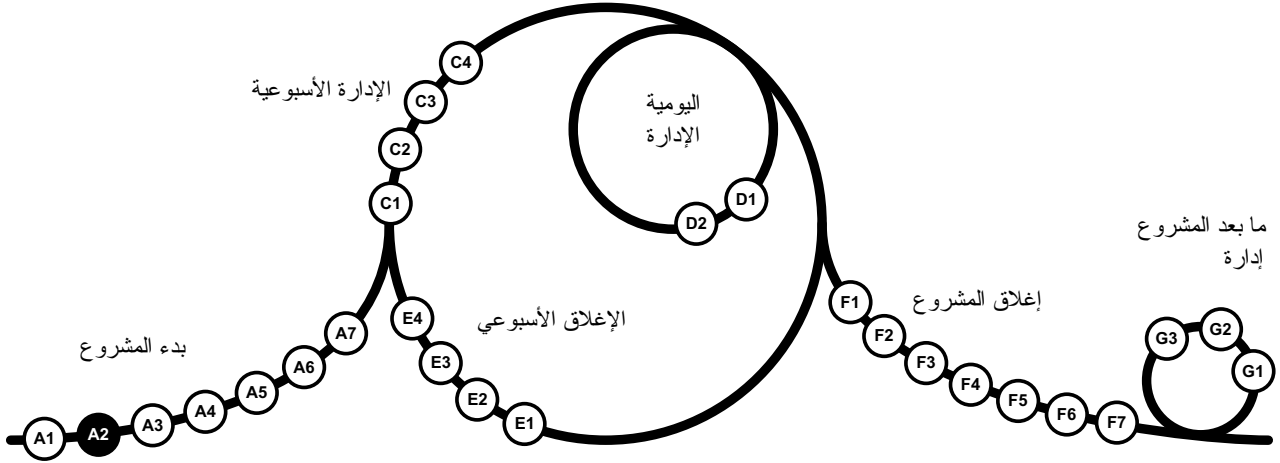 بدء المشروع
A1
A2
A3
A4
A5
A6
A7
الإدارة الأسبوعية
C1
C2
C3
C4
اليومية
الإدارة
D1
D2
الإغلاق الأسبوعي
E1
E2
E3
E4
إغلاق المشروع
F1
F2
F3
F4
F5
F6
F7
ما بعد المشروع
إدارة
G1
G2
G3